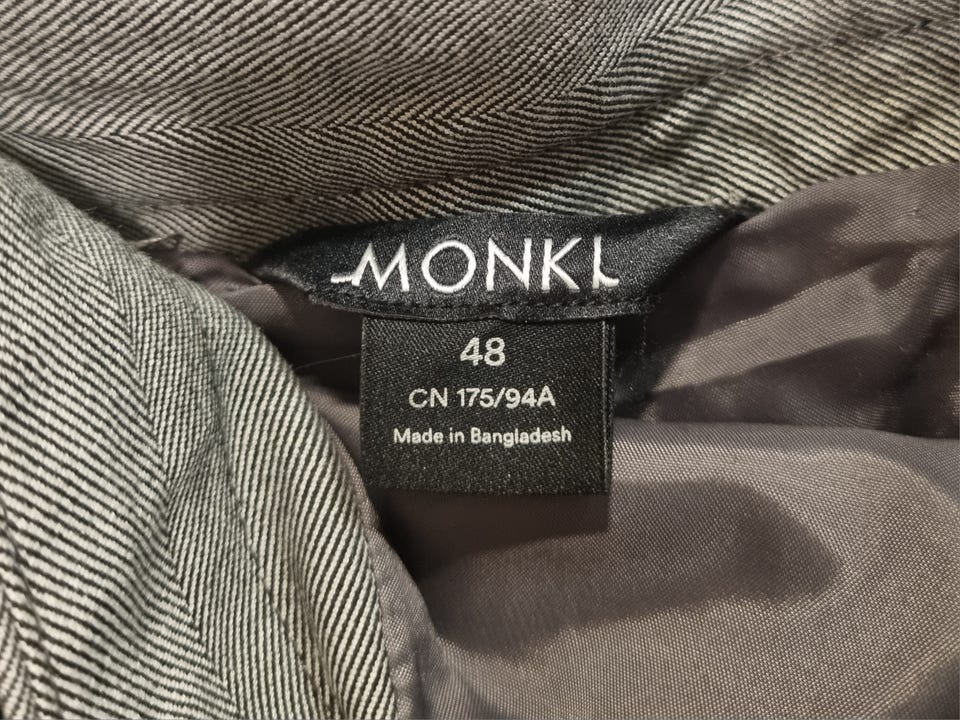 MONKI
48
CN 175/94A
Made in Bangladesh